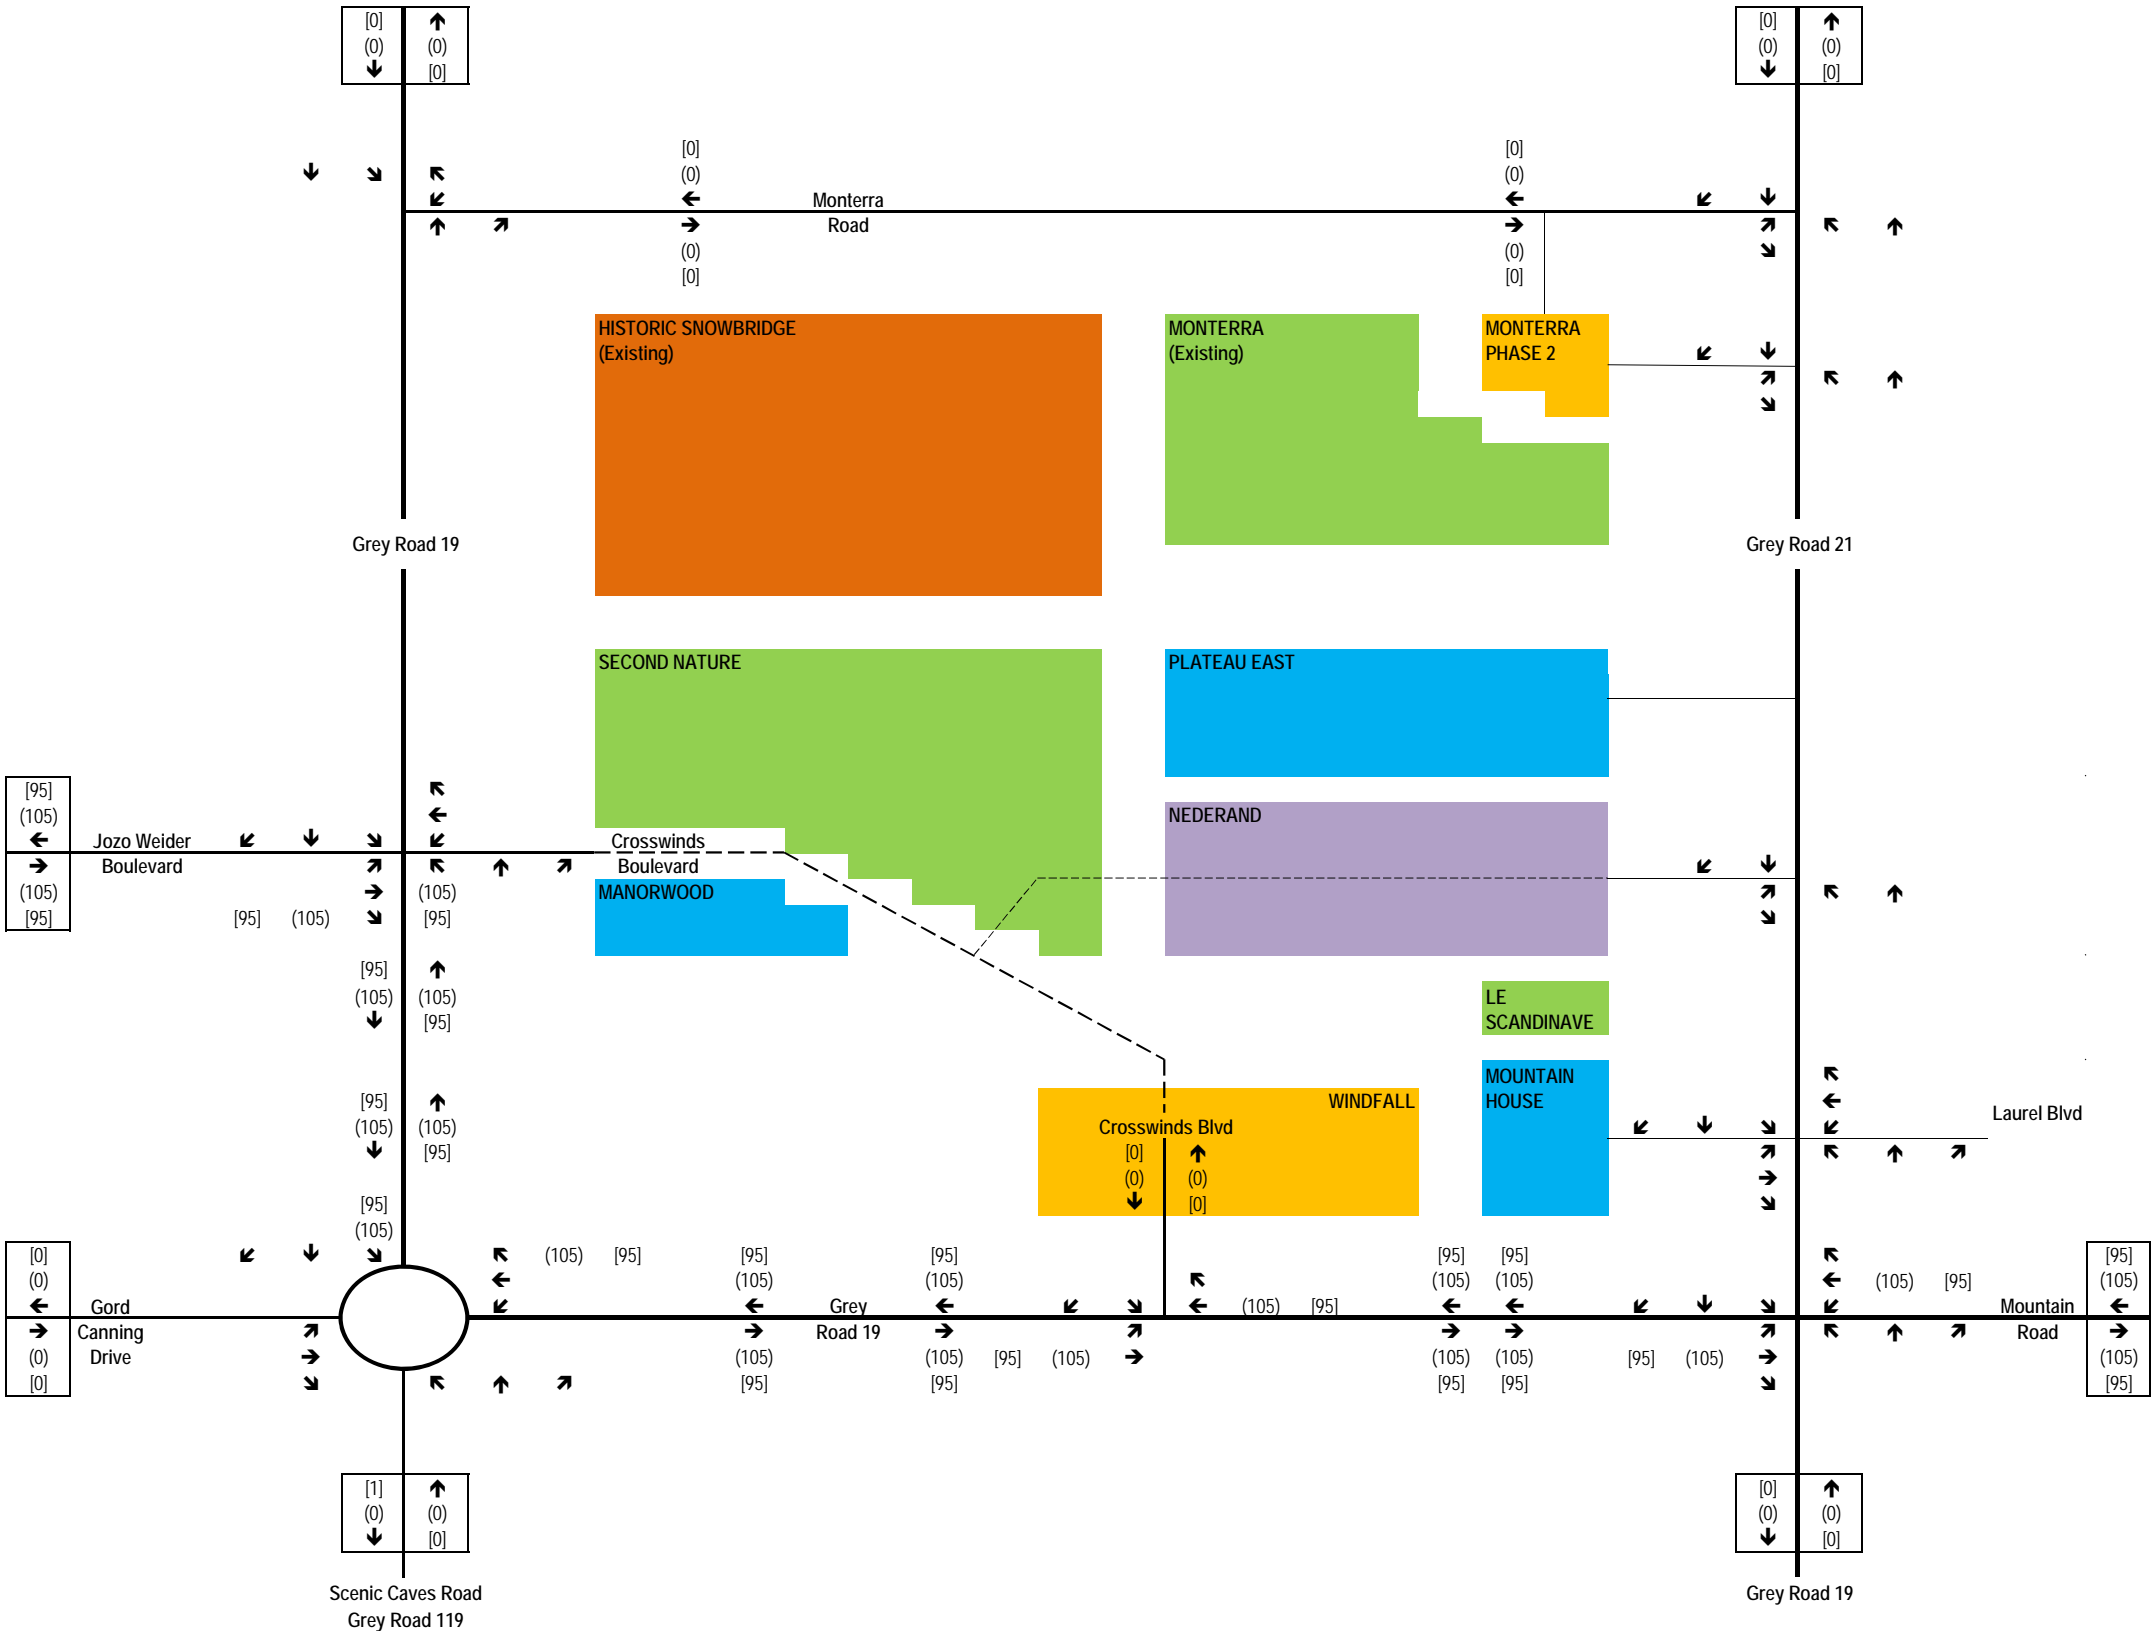 [0] ↑ [0] ↑
(0) (0) (0) (0)
↓ [0] ↓ [0]
[0] [0]
(0) (0)
↓ ↘ ↖ ↙ ← Monterra ← ↙ ↓
↑ ↗ → Road → ↗ ↘ ↖ ↑
(0) (0)
[0] [0]
HISTORIC SNOWBRIDGE
(Existing)
MONTERRA
(Existing)
MONTERRA
PHASE 2
↙ ↓
↗ ↖ ↑
↘
Grey Road 19 Grey Road 21
SECOND NATURE PLATEAU EAST
[95] ↖
(105) ← NEDERAND
← Jozo Weider ↙ ↓ ↘ ↙ Crosswinds
→ Boulevard ↗ ↖ ↑ ↗ Boulevard ↙ ↓
(105) → (105) MANORWOOD ↗ ↖ ↑
[95] [95] (105) ↘ [95] ↘
[95] ↑
(105) (105)
↓ [95]
LE
SCANDINAVE
[95] ↑
(105) (105)
↓ [95]
MOUNTAIN
HOUSE
WINDFALL
Crosswinds Blvd
[0] ↑
(0) (0)
↓ [0]
↖
←
↙ ↓ ↘ ↙ Laurel Blvd
↗ ↖ ↑ ↗
→
↘
[95]
(105)
[0] ↙ ↓ ↘ ↖ (105) [95] [95] [95] [95] [95] ↖ [95]
(0) ← (105) (105) ↖ (105) (105) ← (105) [95] (105)
← Gord ↙ ← Grey ← ↙ ↘ ← (105) [95] ← ← ↙ ↓ ↘ ↙ Mountain ←
→ Canning ↗ → Road 19 → ↗ → → ↗ ↖ ↑ ↗ Road →
(0) Drive → (105) (105) [95] (105) → (105) (105) [95] (105) → (105)
[0] ↘ ↖ ↑ ↗ [95] [95] [95] [95] ↘ [95]
[1] ↑ [0] ↑
(0) (0) (0) (0)
↓ [0] ↓ [0]
Scenic Caves Road Grey Road 19
Grey Road 119